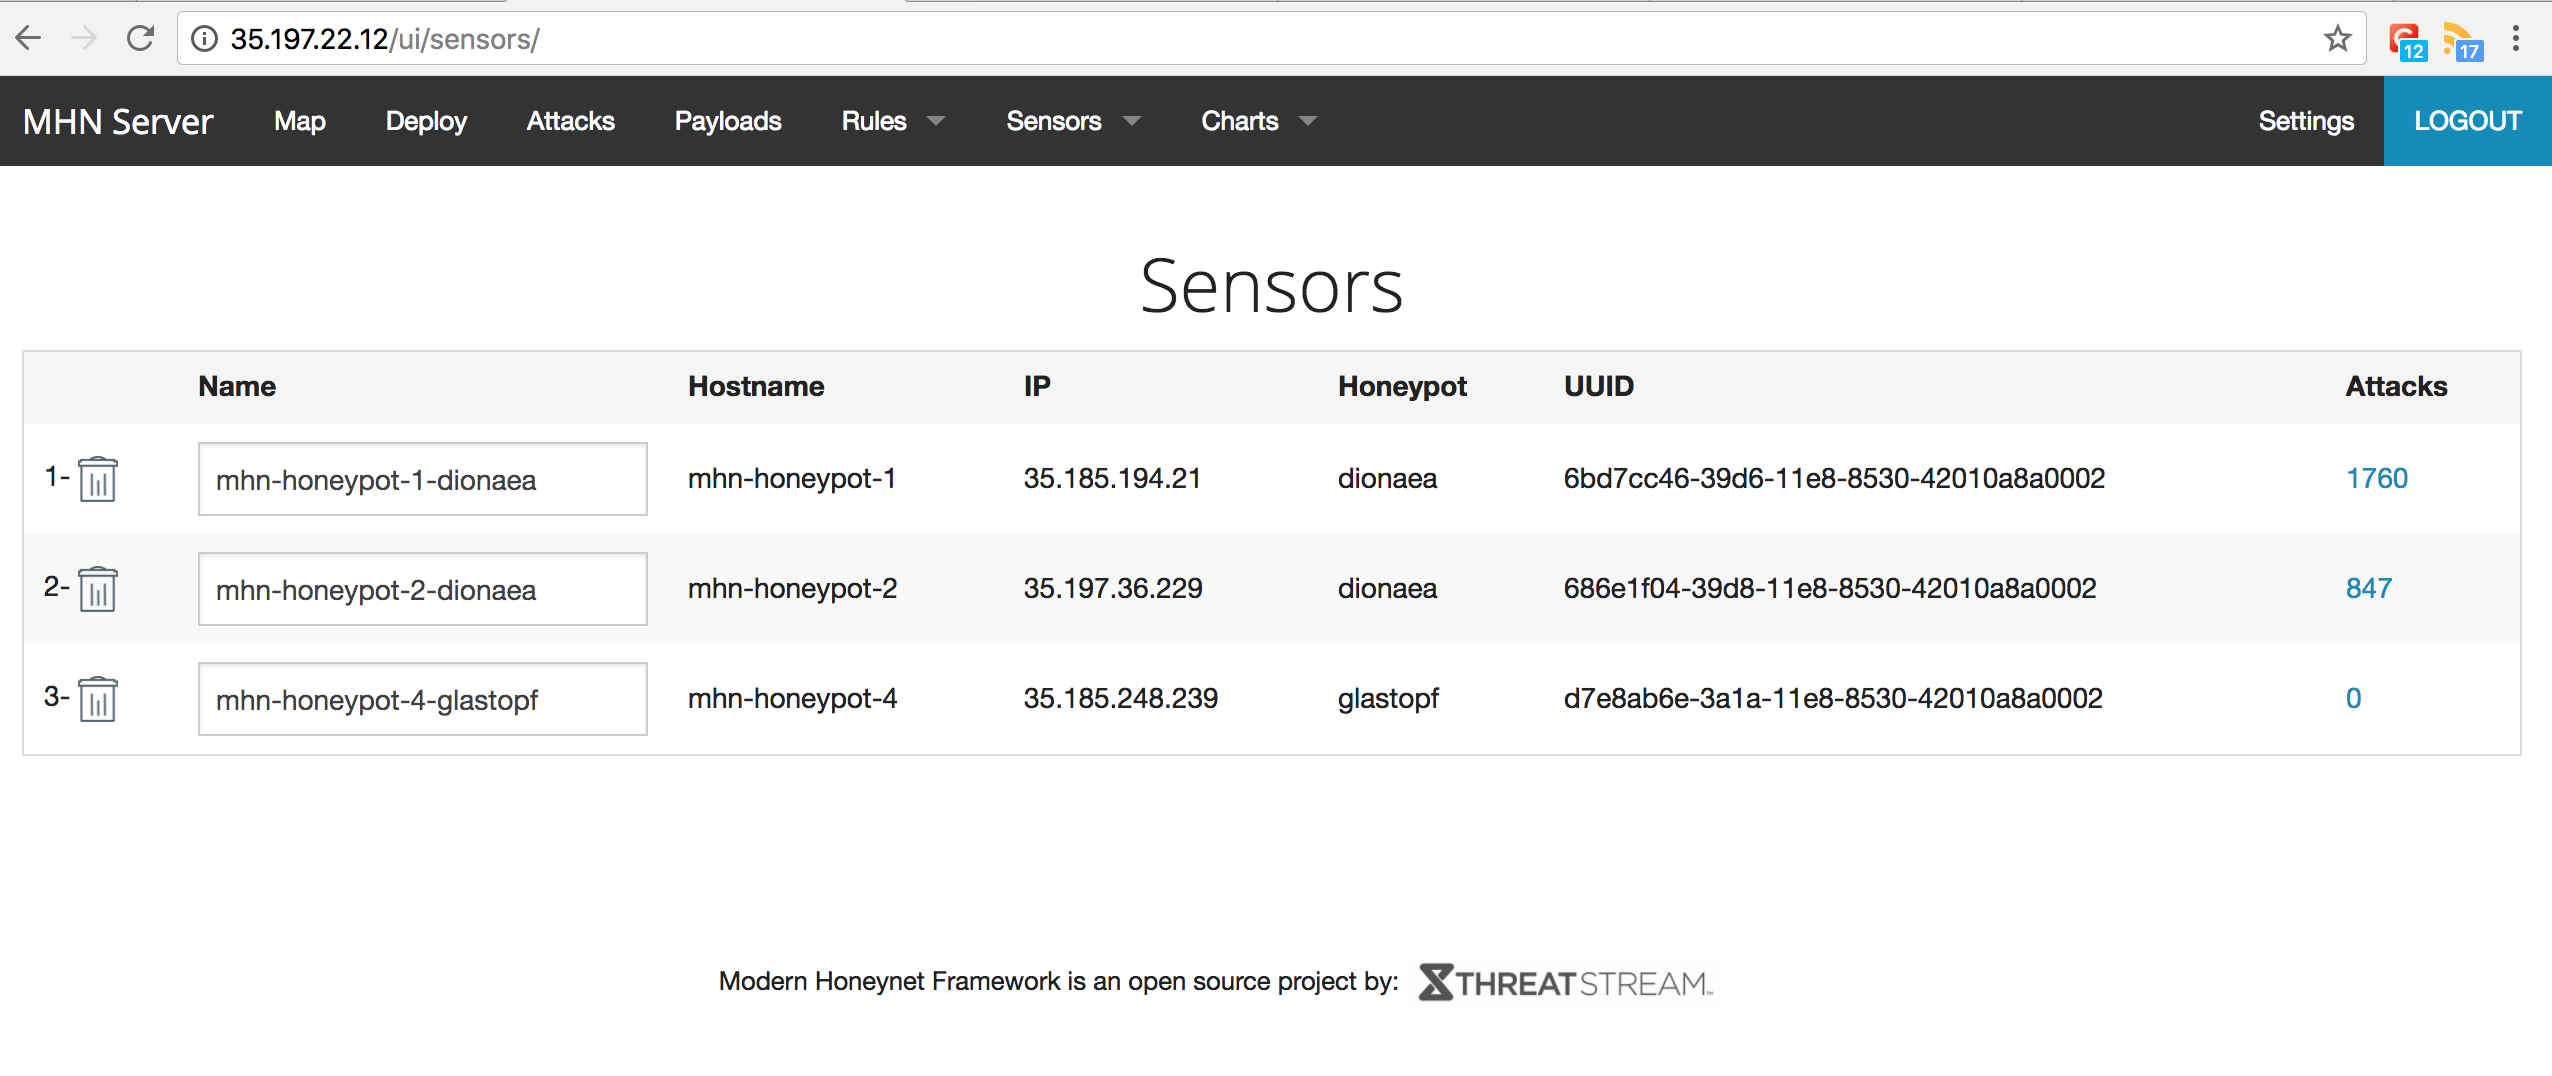 35.197.22.12/ui/sensors/
12
17
MHN Server Map Deploy Attacks Payloads Rules Sensors Charts Settings LOGOUT
Sensors
Name Hostname IP Honeypot UUID Attacks
1- mhn-honeypot-1-dionaea mhn-honeypot-1 35.185.194.21 dionaea 6bd7cc46-39d6-11e8-8530-42010a8a0002 1760
2- mhn-honeypot-2-dionaea mhn-honeypot-2 35.197.36.229 dionaea 686e1f04-39d8-11e8-8530-42010a8a0002 847
3- mhn-honeypot-4-glastopf mhn-honeypot-4 35.185.248.239 glastopf d7e8ab6e-3a1a-11e8-8530-42010a8a0002 0
Modern Honeynet Framework is an open source project by: THREATSTREAM™